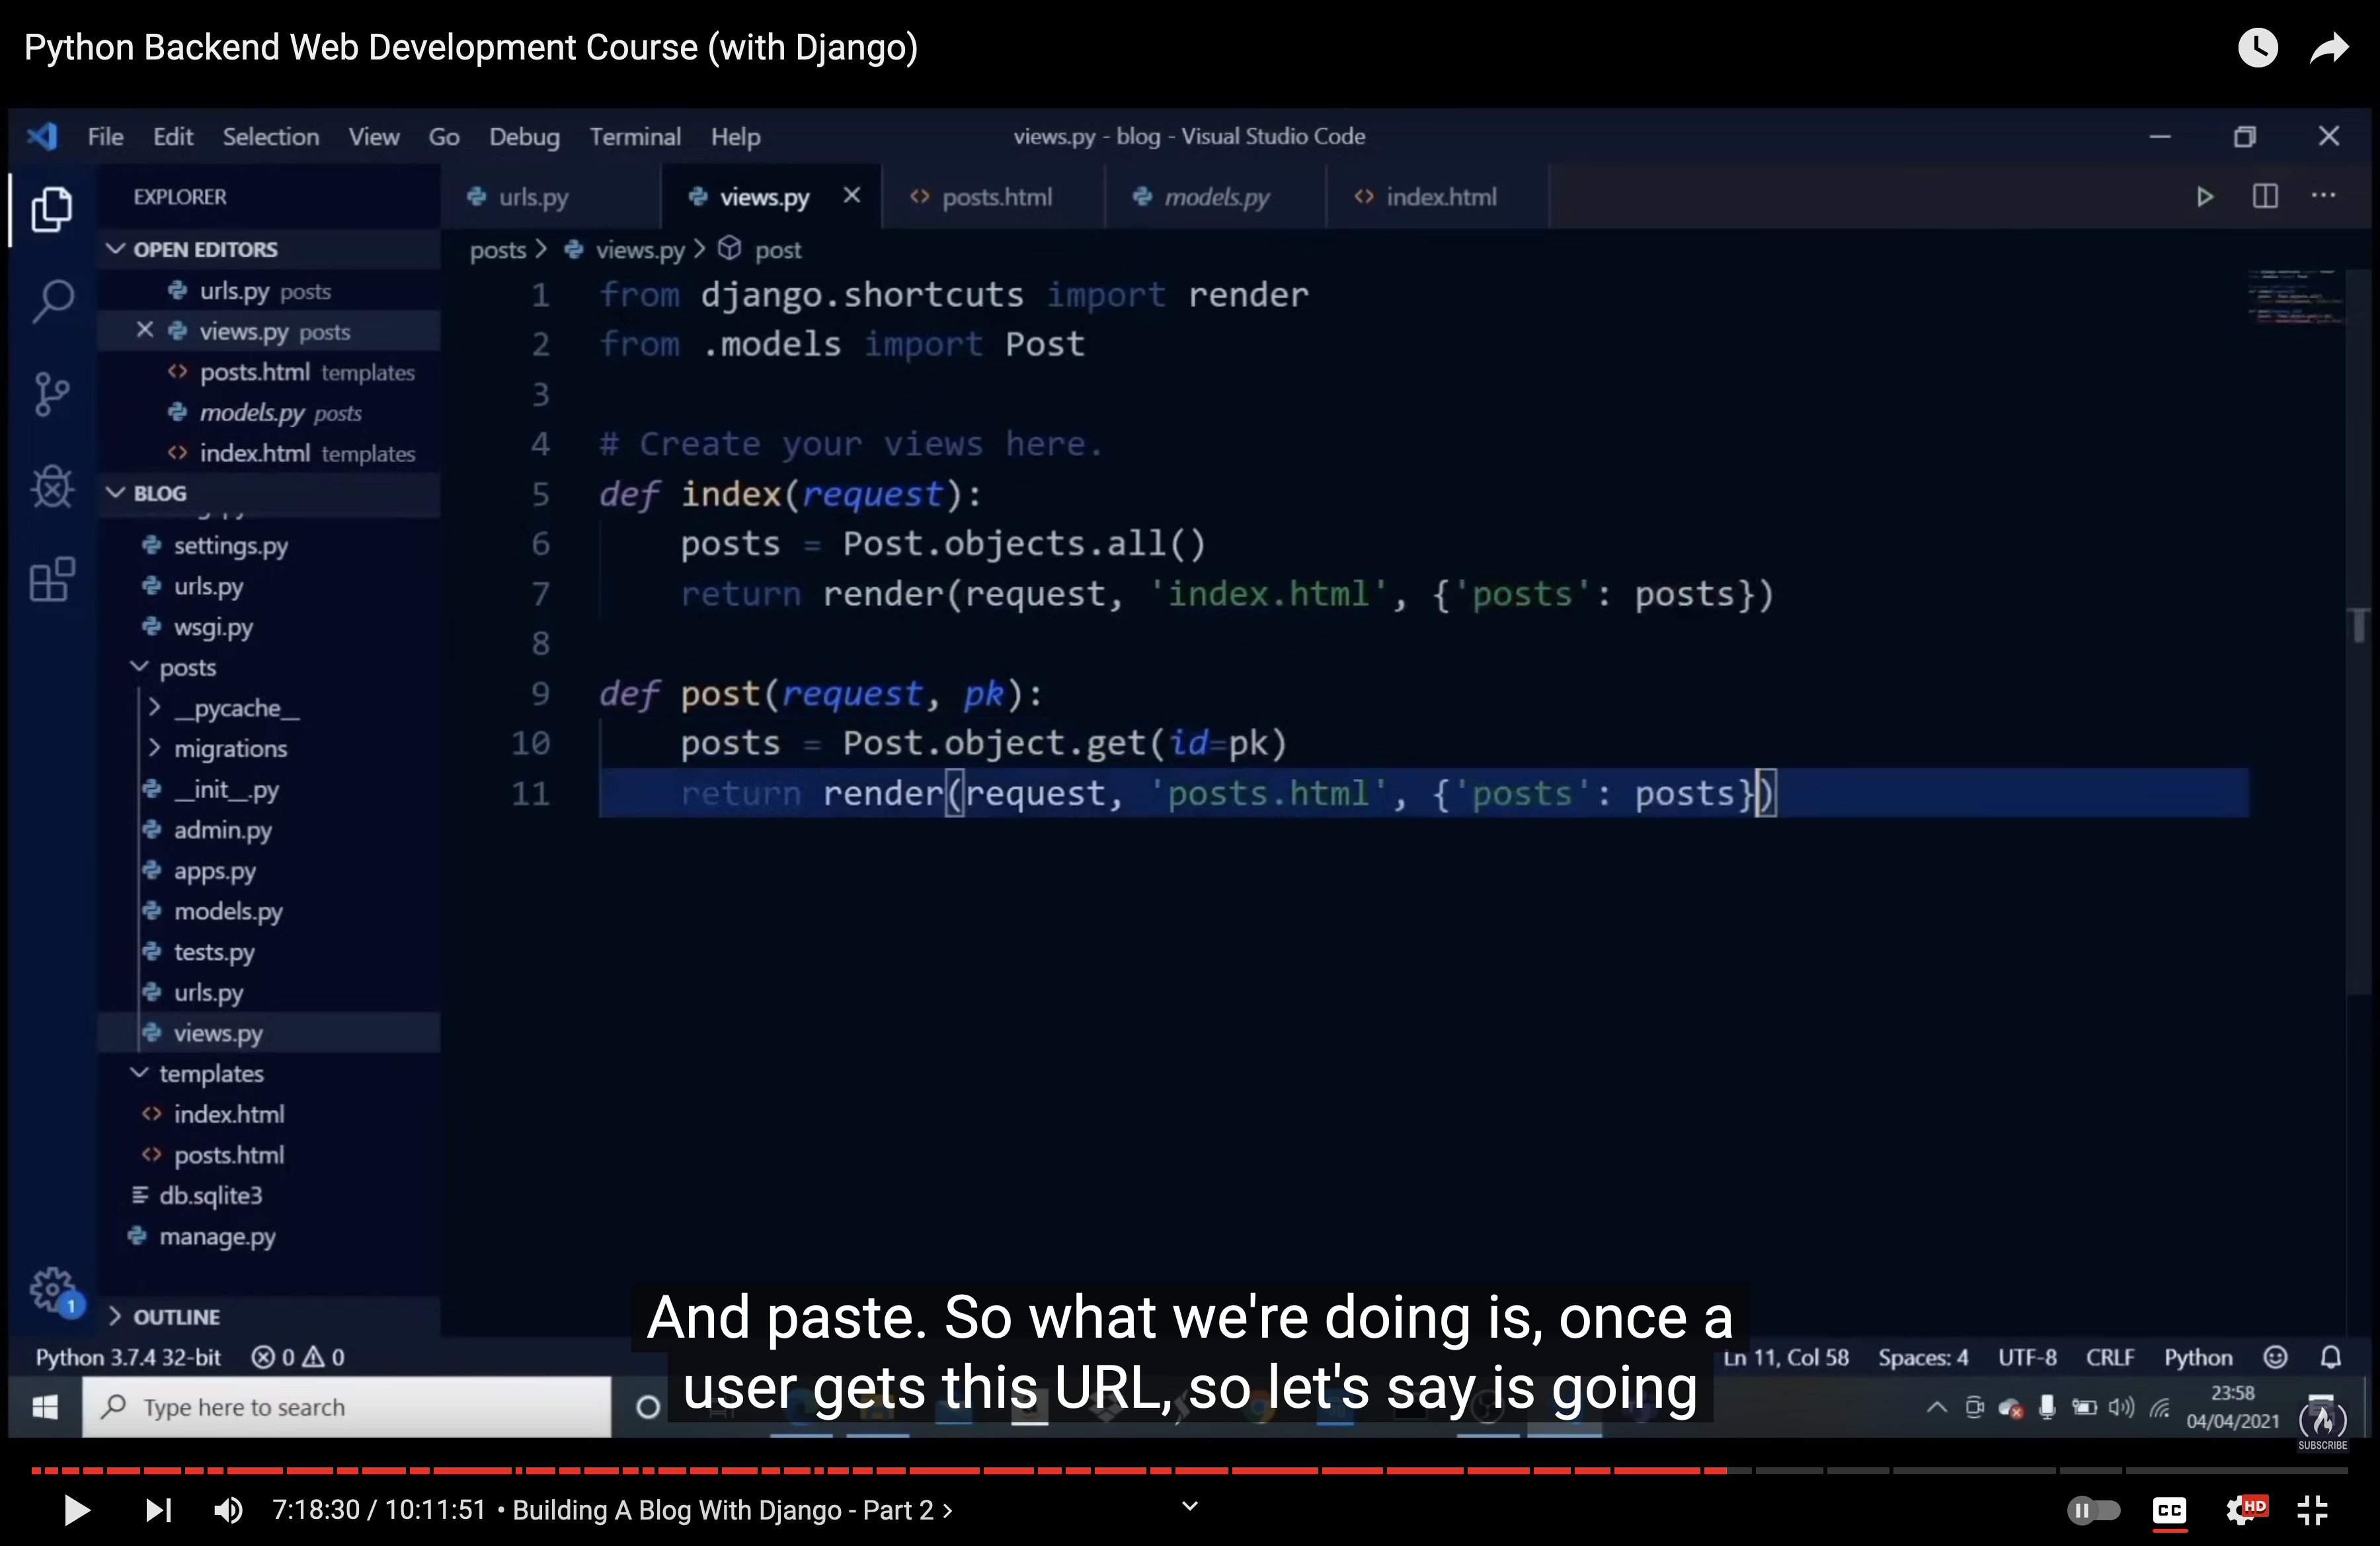 Python Backend Web Development Course (with Django)
File Edit Selection View Go Debug Terminal Help
views.py - blog - Visual Studio Code
EXPLORER
urls.py
views.py
posts.html
models.py
index.html
OPEN EDITORS
urls.py posts
views.py posts
posts.html templates
models.py posts
index.html templates
BLOG
settings.py
urls.py
wsgi.py
posts
__pycache__
migrations
__init__.py
admin.py
apps.py
models.py
tests.py
urls.py
views.py
templates
index.html
posts.html
db.sqlite3
manage.py
OUTLINE
posts > views.py > post
1 from django.shortcuts import render
2 from .models import Post
3
4 # Create your views here.
5 def index(request):
6 posts = Post.objects.all()
7 return render(request, 'index.html', {'posts': posts})
8
9 def post(request, pk):
10 posts = Post.object.get(id=pk)
11 return render(request, 'posts.html', {'posts': posts})
And paste. So what we're doing is, once a
user gets this URL, so let's say is going
1
Python 3.7.4 32-bit 0 0
Ln 11, Col 58 Spaces: 4 UTF-8 CRLF Python
Type here to search
23:58
04/04/2021
SUBSCRIBE
7:18:30 / 10:11:51 • Building A Blog With Django - Part 2 >
CC
HD